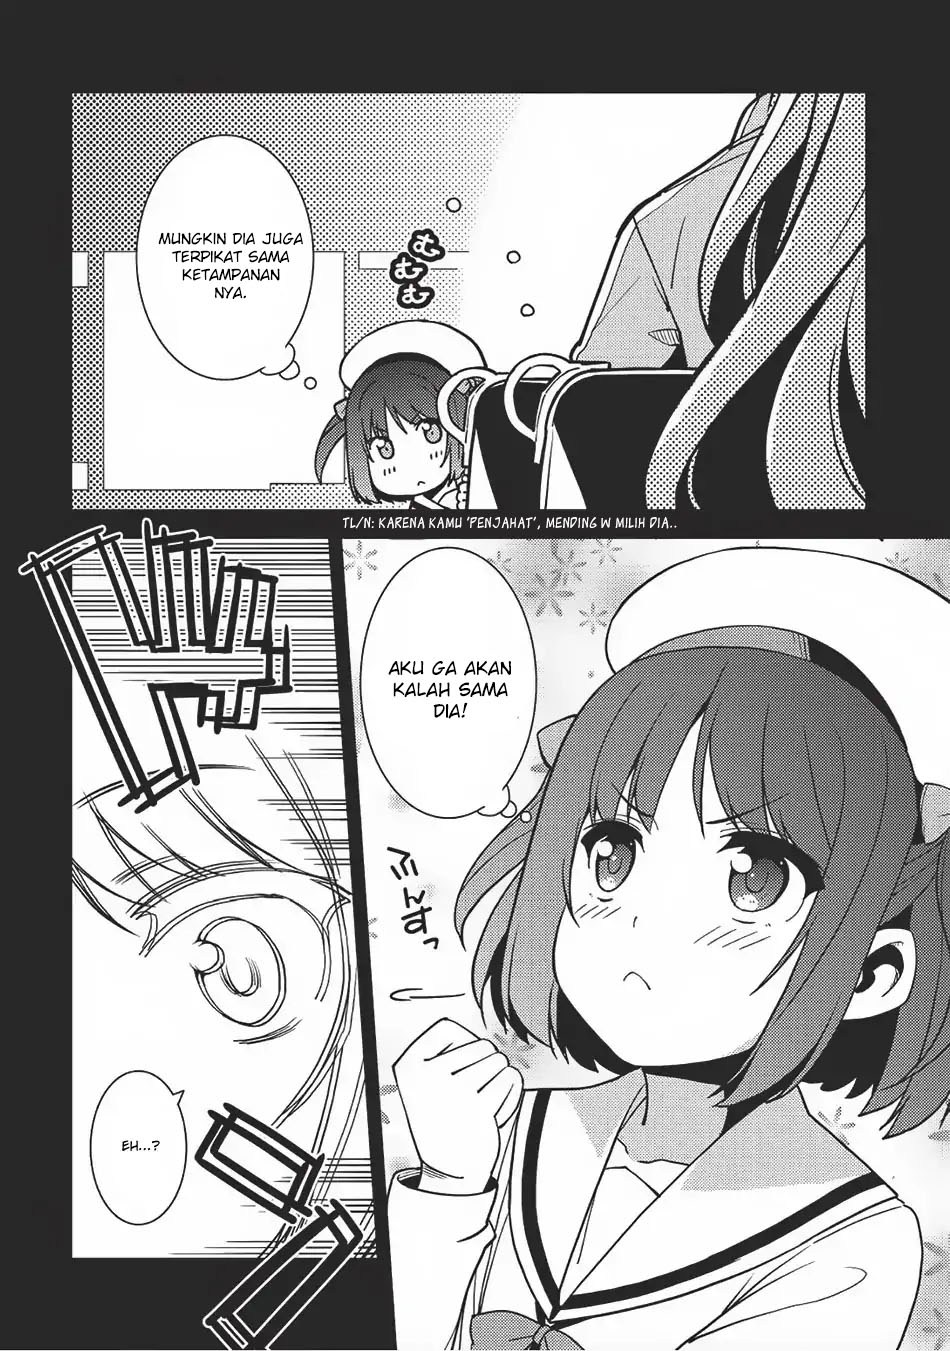 MUNGKIN DIA JUGA
TERPIKAT SAMA
KETAMPANAN
NYA.
むむむ
TL/N: KARENA KAMU 'PENJAHAT', MENDING W MILIH DIA..
AKU GA AKAN
KALAH SAMA
DIA!
ふんすっ
EH...?